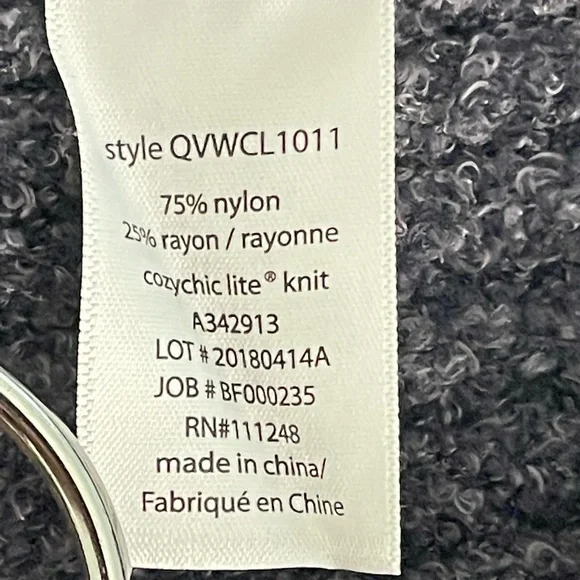 style QVWCL1011
75% nylon
25% rayon / rayonne
cozychic lite® knit
A342913
LOT # 20180414A
JOB # BF000235
RN#111248
made in china/
Fabriqué en Chine